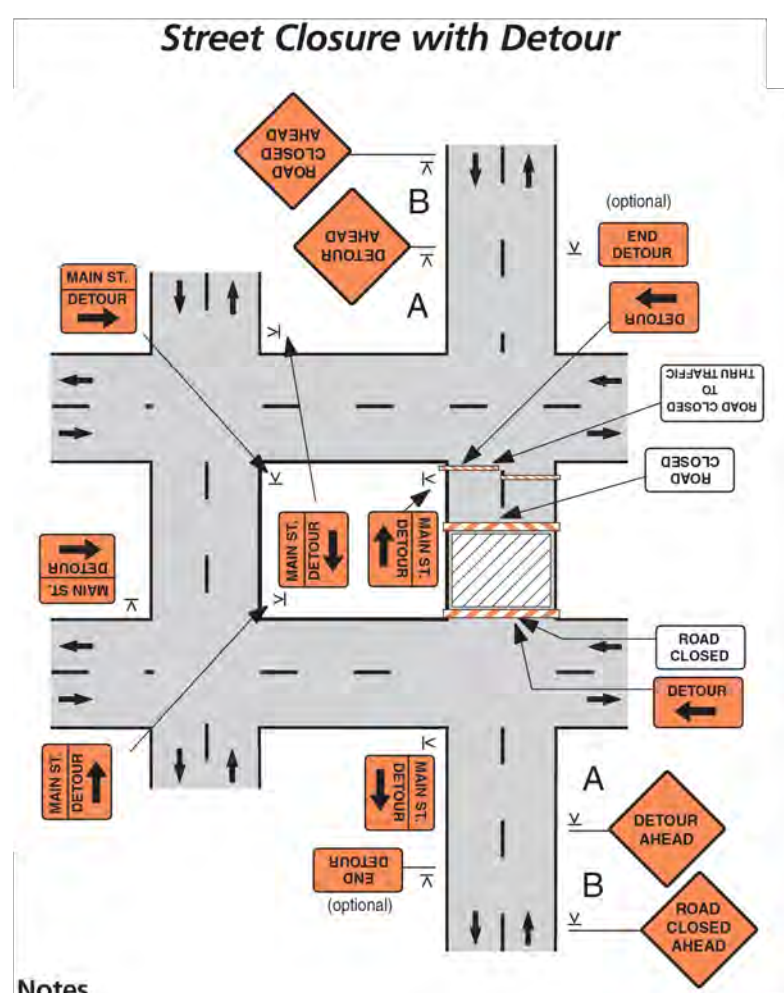 Street Closure with Detour
ROAD
CLOSED
AHEAD
B
DETOUR
AHEAD
A
(optional)
END
DETOUR
MAIN ST.
DETOUR
DETOUR
ROAD CLOSED
TO
THRU TRAFFIC
ROAD
CLOSED
MAIN ST.
DETOUR
MAIN ST.
DETOUR
MAIN ST.
DETOUR
ROAD
CLOSED
DETOUR
MAIN ST.
DETOUR
MAIN ST.
DETOUR
A
DETOUR
AHEAD
END
DETOUR
(optional)
B
ROAD
CLOSED
AHEAD
Notes